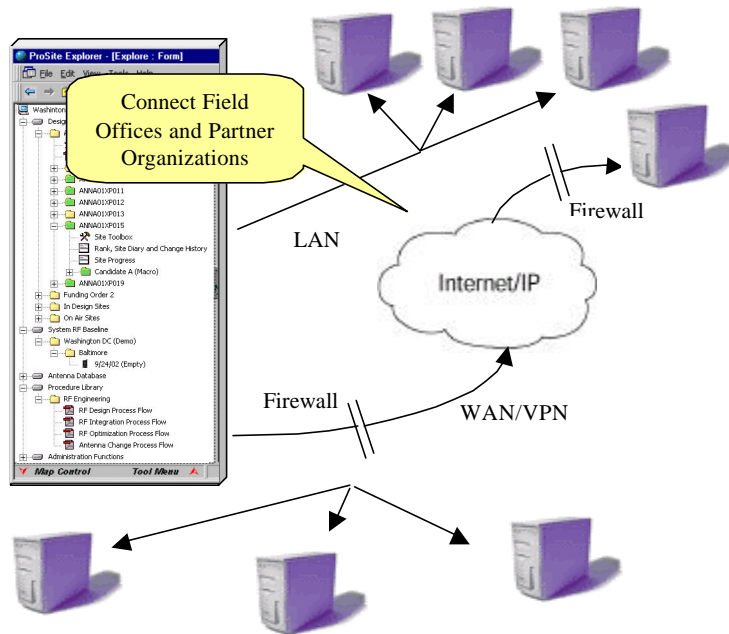 ProSite Explorer - [Explore : Form]
File Edit View Tools Help
Connect Field
Offices and Partner
Organizations
ANNA01XP011
ANNA01XP012
ANNA01XP013
ANNA01XP015
Site Toolbox
Rank, Site Diary and Change History
Site Progress
Candidate A (Macro)
ANNA01XP019
Funding Order 2
In Design Sites
On Air Sites
System RF Baseline
Washington DC (Demo)
Baltimore
9/24/02 (Empty)
Antenna Database
Procedure Library
RF Engineering
RF Design Process Flow
RF Integration Process Flow
RF Optimization Process Flow
Antenna Change Process Flow
Administration Functions
Map Control Tool Menu
LAN
Firewall
Internet/IP
Firewall
WAN/VPN